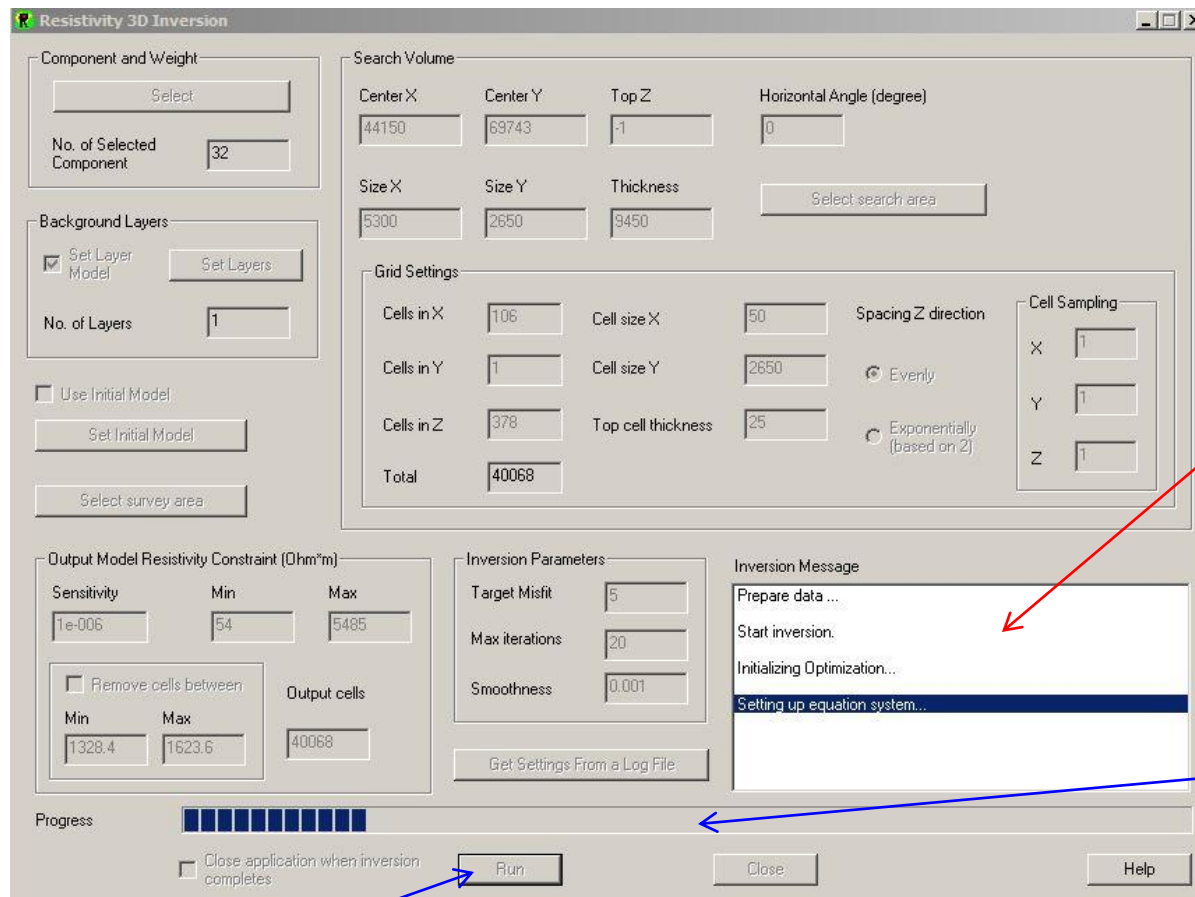 Resistivity 3D Inversion
Component and Weight
Select
No. of Selected
Component
32
Background Layers
Set Layer
Model
Set Layers
No. of Layers
1
Use Initial Model
Set Initial Model
Select survey area
Search Volume
Center X
Center Y
Top Z
Horizontal Angle (degree)
44150
69743
-1
0
Size X
Size Y
Thickness
5300
2650
9450
Select search area
Grid Settings
Cells in X
106
Cell size X
50
Spacing Z direction
Cells in Y
1
Cell size Y
2650
Evenly
Cells in Z
378
Top cell thickness
25
Exponentially
(based on 2)
Total
40068
Cell Sampling
X
1
Y
1
Z
1
Output Model Resistivity Constraint (Ohm*m)
Sensitivity
Min
Max
1e-006
54
5485
Remove cells between
Min
Max
1328.4
1623.6
Output cells
40068
Inversion Parameters
Target Misfit
5
Max iterations
20
Smoothness
0.001
Get Settings From a Log File
Inversion Message
Prepare data ...
Start inversion.
Initializing Optimization...
Setting up equation system...
Progress
Close application when inversion
completes
Run
Close
Help